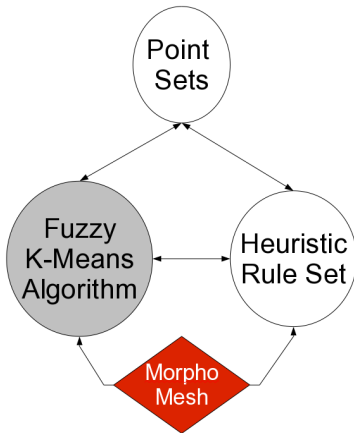 Point
Sets
Fuzzy
K-Means
Algorithm
Heuristic
Rule Set
Morpho
Mesh